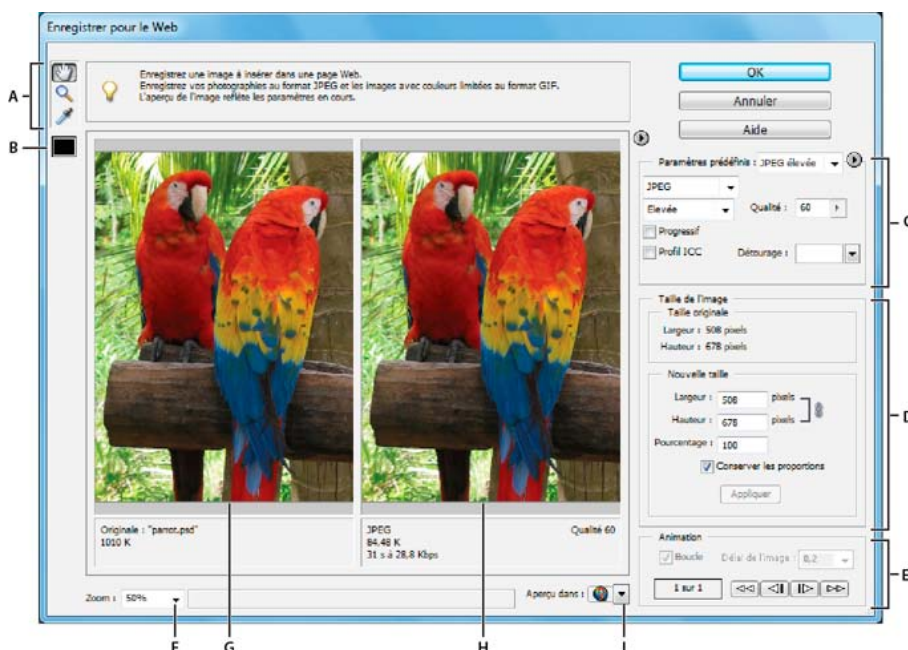 Enregistrer pour le Web
A
B
Enregistrez une image à insérer dans une page Web.
Enregistrez vos photographies au format JPEG et les images avec couleurs limitées au format GIF.
L'aperçu de l'image reflète les paramètres en cours.
OK
Annuler
Aide
Paramètres prédéfinis : JPEG élevée
JPEG
Elevée
Qualité : 60
Progressif
Profil ICC
Détourage :
C
Taille de l'image
Taille originale
Largeur : 508 pixels
Hauteur : 678 pixels
Nouvelle taille
Largeur : 508 pixels
Hauteur : 678 pixels
Pourcentage : 100
Conserver les proportions
Appliquer
D
Originale : "parrot.psd"
1010 K
JPEG
84,48 K
31 s à 28,8 Kbps
Qualité 60
Animation
Boucle
Délai de l'image : 0,2
1 sur 1
E
Zoom : 50%
Aperçu dans :
F
G
H
I